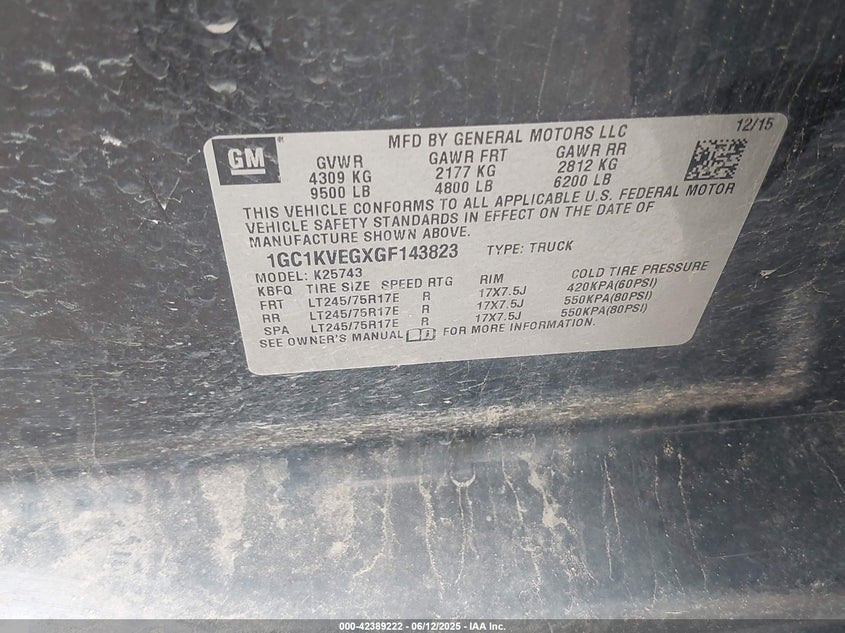 GM
MFD BY GENERAL MOTORS LLC
12/15
GVWR GAWR FRT GAWR RR
4309 KG 2177 KG 2812 KG
9500 LB 4800 LB 6200 LB
THIS VEHICLE CONFORMS TO ALL APPLICABLE U.S. FEDERAL MOTOR
VEHICLE SAFETY STANDARDS IN EFFECT ON THE DATE OF
MANUFACTURE SHOWN ABOVE.
1GC1KVEGXGF143823 TYPE: TRUCK
MODEL: K25743
KBFQ TIRE SIZE SPEED RTG RIM COLD TIRE PRESSURE
FRT LT245/75R17E R 17X7.5J 420KPA(60PSI)
RR LT245/75R17E R 17X7.5J 550KPA(80PSI)
SPA LT245/75R17E R 17X7.5J 550KPA(80PSI)
SEE OWNER'S MANUAL FOR MORE INFORMATION.
000-42389222 - 06/12/2025 - IAA Inc.